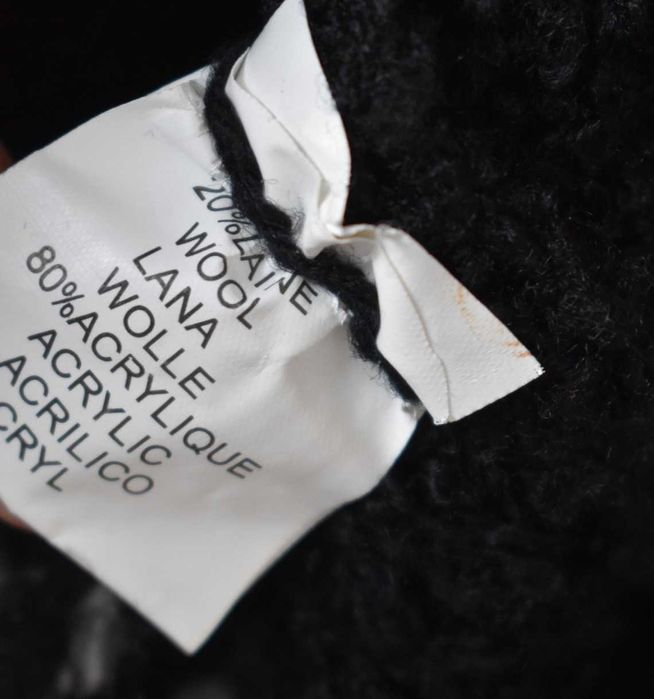 20%LAINE
WOOL
LANA
WOLLE
80%ACRYLIQUE
ACRYLIC
ACRILICO
CRYL